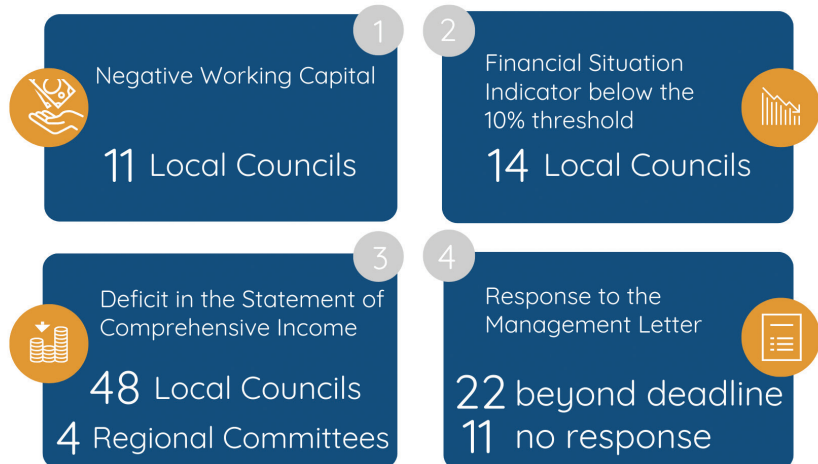 1
Negative Working Capital
11 Local Councils
2
Financial Situation
Indicator below the
10% threshold
14 Local Councils
3
Deficit in the Statement of
Comprehensive Income
48 Local Councils
4 Regional Committees
4
Response to the
Management Letter
22 beyond deadline
11 no response